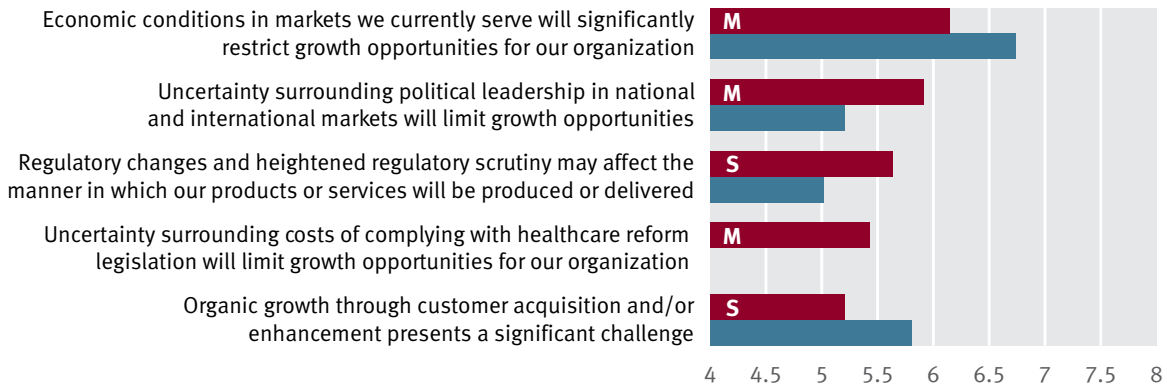 Economic conditions in markets we currently serve will significantly
restrict growth opportunities for our organization
M
Uncertainty surrounding political leadership in national
and international markets will limit growth opportunities
M
Regulatory changes and heightened regulatory scrutiny may affect the
manner in which our products or services will be produced or delivered
S
Uncertainty surrounding costs of complying with healthcare reform
legislation will limit growth opportunities for our organization
M
Organic growth through customer acquisition and/or
enhancement presents a significant challenge
S
4 4.5 5 5.5 6 6.5 7 7.5 8